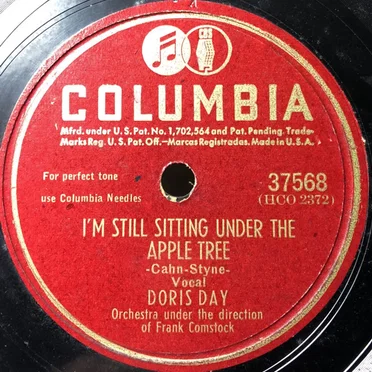 COLUMBIA
Mfrd. under U.S. Pat. No. 1,702,564 and Pat. Pending. Trade-
Marks Reg. U.S. Pat. Off.—Marcas Registradas. Made in U.S.A.
For perfect tone
use Columbia Needles
37568
(HCO 2372)
I'M STILL SITTING UNDER THE
APPLE TREE
-Cahn-Styne-
Vocal
DORIS DAY
Orchestra under the direction
of Frank Comstock